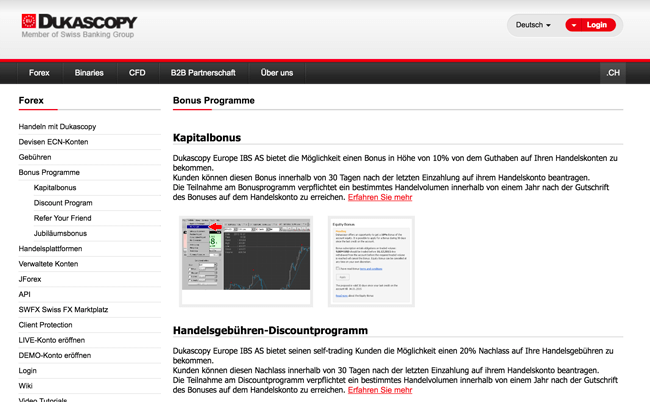 DUKASCOPY
Member of Swiss Banking Group
Deutsch
Login
Forex
Binaries
CFD
B2B Partnerschaft
Über uns
.CH
Forex
Handeln mit Dukascopy
Devisen ECN-Konten
Gebühren
Bonus Programme
Kapitalbonus
Discount Program
Refer Your Friend
Jubiläumsbonus
Handelsplattformen
Verwaltete Konten
JForex
API
SWFX Swiss FX Marktplatz
Client Protection
LIVE-Konto eröffnen
DEMO-Konto eröffnen
Login
Wiki
Video Tutorials
Bonus Programme
Kapitalbonus
Dukascopy Europe IBS AS bietet die Möglichkeit einen Bonus in Höhe von 10% von dem Guthaben auf Ihren Handelskonten zu
bekommen.
Kunden können diesen Bonus innerhalb von 30 Tagen nach der letzten Einzahlung auf ihrem Handelskonto beantragen.
Die Teilnahme am Bonusprogramm verpflichtet ein bestimmtes Handelvolumen innerhalb von einem Jahr nach der Gutschrift
des Bonuses auf dem Handelskonto zu erreichen. Erfahren Sie mehr
Equity Bonus
Handelsgebühren-Discountprogramm
Dukascopy Europe IBS AS bietet seinen self-trading Kunden die Möglichkeit einen 20% Nachlass auf Ihre Handelsgebühren zu
bekommen.
Kunden können diesen Nachlass innerhalb von 30 Tagen nach der letzten Einzahlung auf ihrem Handelskonto beantragen.
Die Teilnahme am Discountprogramm verpflichtet ein bestimmtes Handelvolumen innerhalb von einem Jahr nach der Gutschrift
des Bonuses auf dem Handelskonto zu erreichen. Erfahren Sie mehr